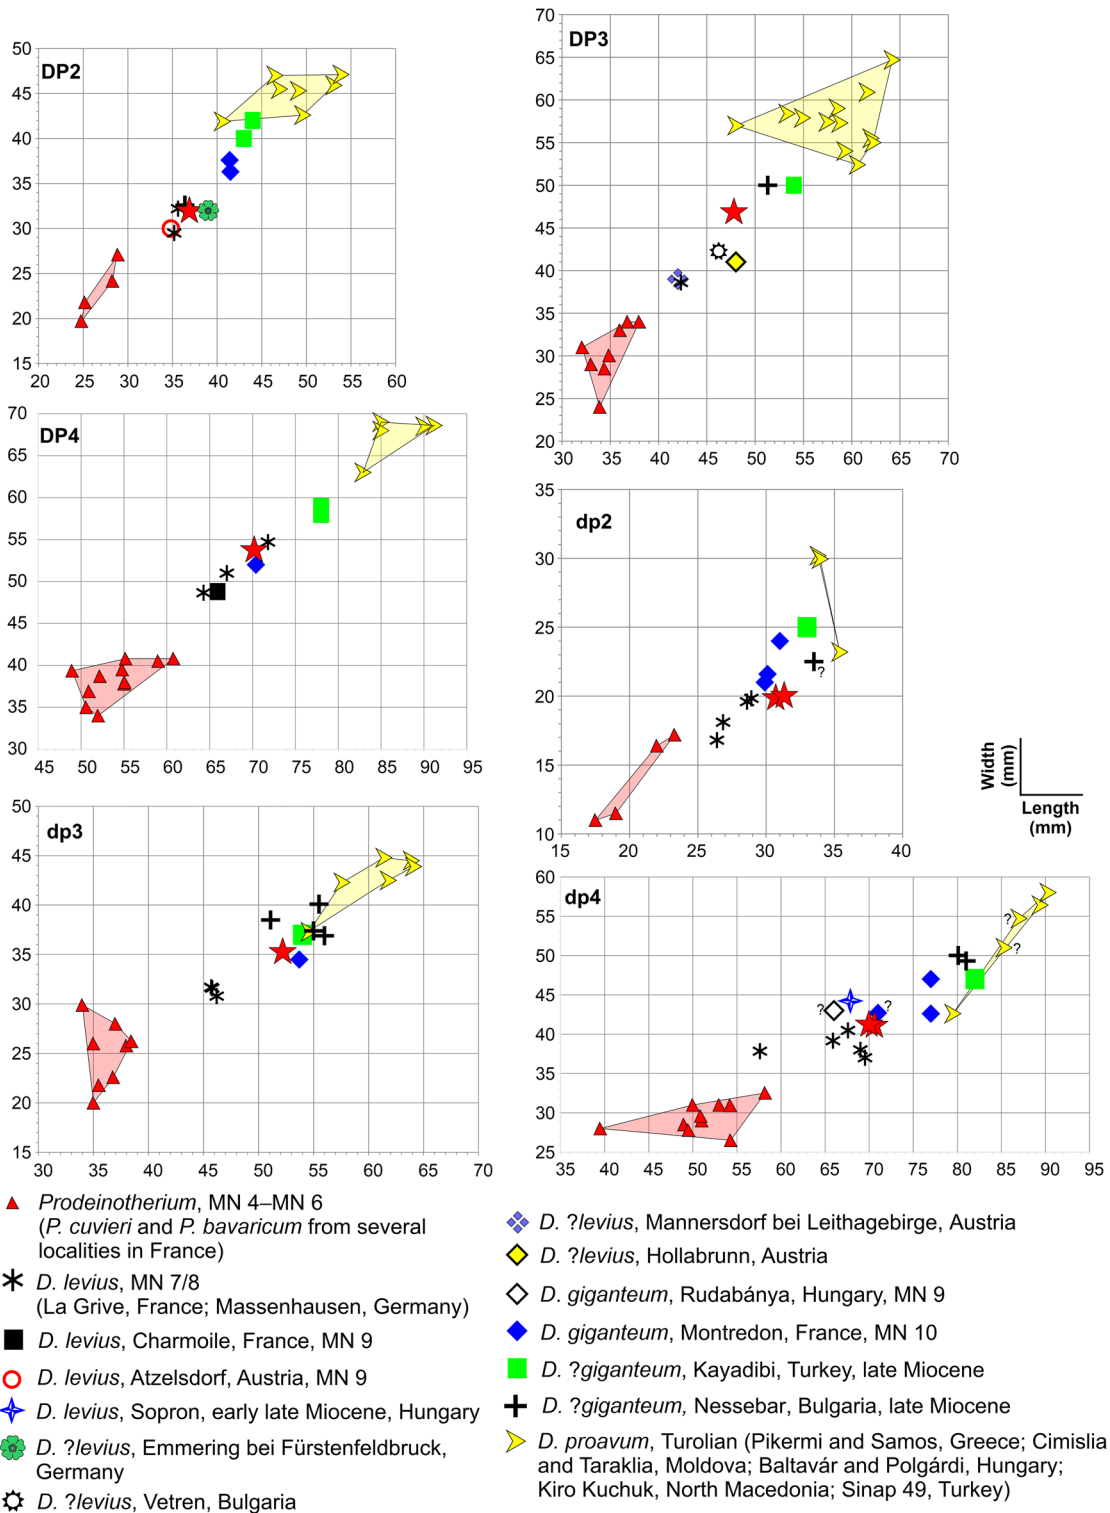 DP2
50
45
40
35
30
25
20
15
20 25 30 35 40 45 50 55 60
DP3
70
65
60
55
50
45
40
35
30
25
20
30 35 40 45 50 55 60 65 70
DP4
70
65
60
55
50
45
40
35
30
45 50 55 60 65 70 75 80 85 90 95
dp2
35
30
25
20
15
10
15 20 25 30 35 40
?
Width
(mm)
Length
(mm)
dp3
50
45
40
35
30
25
20
15
30 35 40 45 50 55 60 65 70
dp4
60
55
50
45
40
35
30
25
35 40 45 50 55 60 65 70 75 80 85 90 95
?
?
?
?
Prodeinotherium, MN 4–MN 6
(P. cuvieri and P. bavaricum from several
localities in France)
D. levius, MN 7/8
(La Grive, France; Massenhausen, Germany)
D. levius, Charmoile, France, MN 9
D. levius, Atzelsdorf, Austria, MN 9
D. levius, Sopron, early late Miocene, Hungary
D. ?levius, Emmering bei Fürstenfeldbruck,
Germany
D. ?levius, Vetren, Bulgaria
D. ?levius, Mannersdorf bei Leithagebirge, Austria
D. ?levius, Hollabrunn, Austria
D. giganteum, Rudabánya, Hungary, MN 9
D. giganteum, Montredon, France, MN 10
D. ?giganteum, Kayadibi, Turkey, late Miocene
D. ?giganteum, Nessebar, Bulgaria, late Miocene
D. proavum, Turolian (Pikermi and Samos, Greece; Cimislia
and Taraklia, Moldova; Baltavár and Polgárdi, Hungary;
Kiro Kuchuk, North Macedonia; Sinap 49, Turkey)